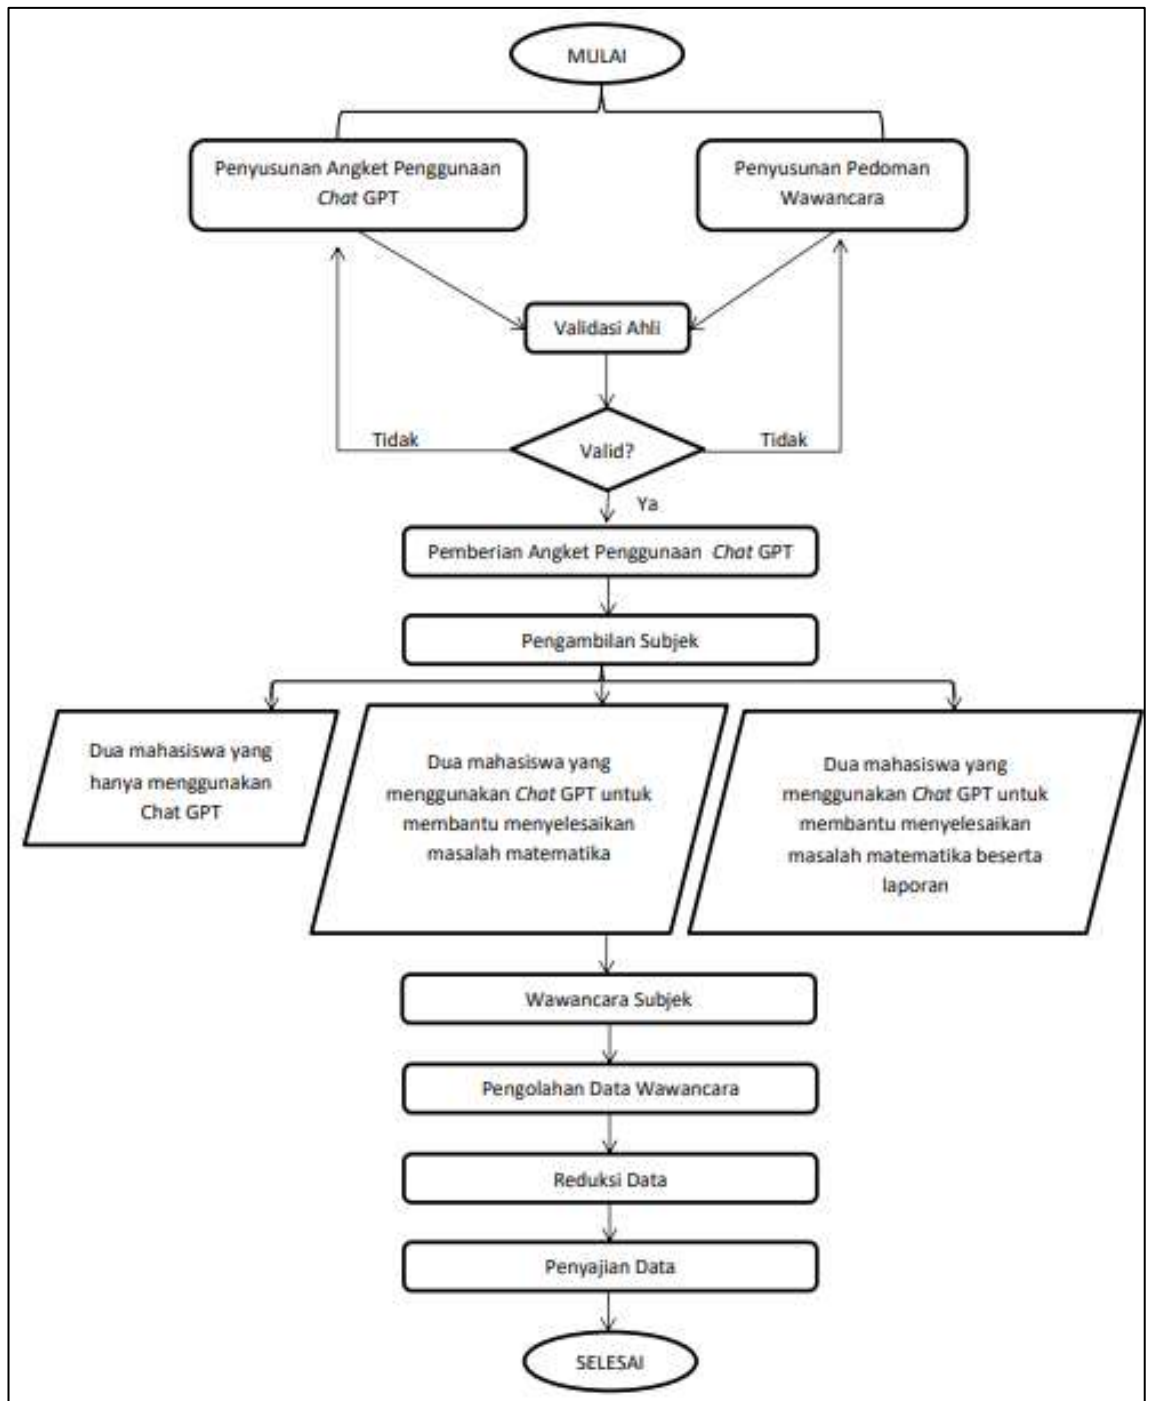 MULAI
Penyusunan Angket Penggunaan
Chat GPT
Penyusunan Pedoman
Wawancara
Validasi Ahli
Tidak
Valid?
Tidak
Ya
Pemberian Angket Penggunaan Chat GPT
Pengambilan Subjek
Dua mahasiswa yang
hanya menggunakan
Chat GPT
Dua mahasiswa yang
menggunakan Chat GPT untuk
membantu menyelesaikan
masalah matematika
Dua mahasiswa yang
menggunakan Chat GPT untuk
membantu menyelesaikan
masalah matematika beserta
laporan
Wawancara Subjek
Pengolahan Data Wawancara
Reduksi Data
Penyajian Data
SELESAI